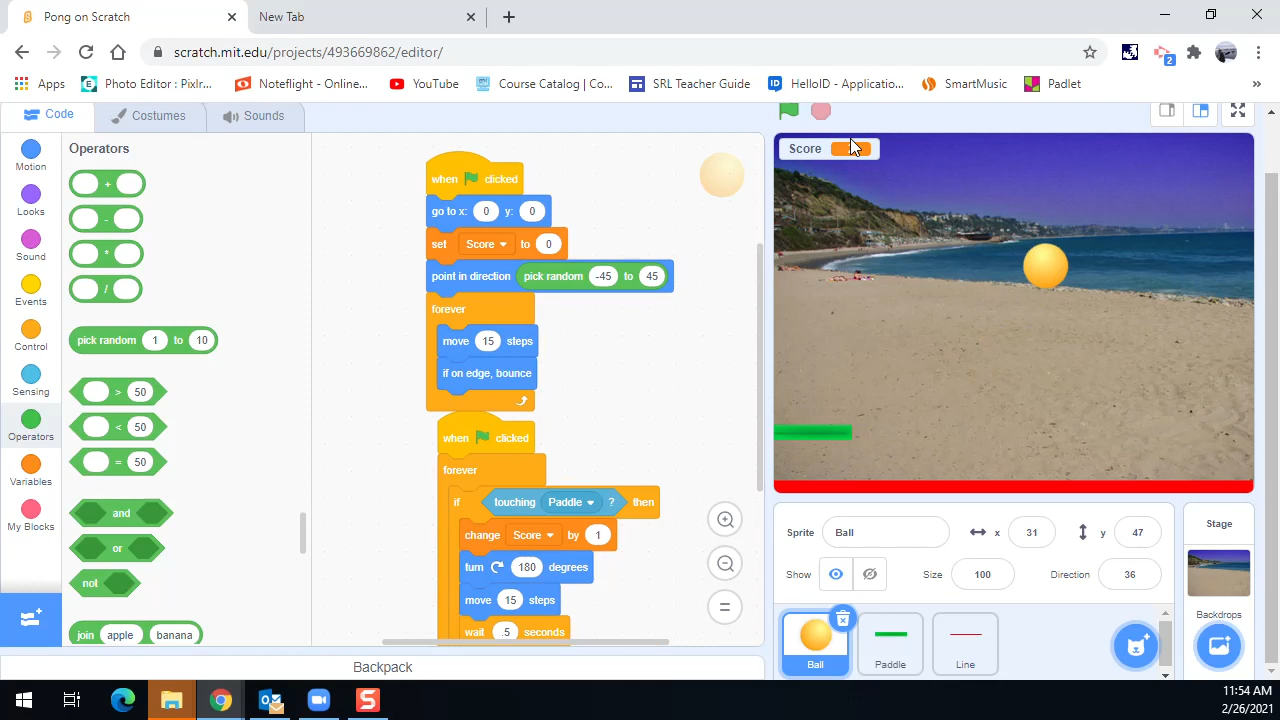 Pong on Scratch
New Tab
scratch.mit.edu/projects/493669862/editor/
2
Apps
Photo Editor : Pixlr...
Noteflight - Online...
YouTube
Course Catalog | Co...
SRL Teacher Guide
HelloID - Applicatio...
SmartMusic
Padlet
»
Code
Costumes
Sounds
Motion
Looks
Sound
Events
Control
Sensing
Operators
Variables
My Blocks
Operators
+
-
*
/
pick random 1 to 10
> 50
< 50
= 50
and
or
not
join apple banana
when clicked
go to x: 0 y: 0
set Score to 0
point in direction pick random -45 to 45
forever
move 15 steps
if on edge, bounce
when clicked
forever
if touching Paddle ? then
change Score by 1
turn 180 degrees
move 15 steps
wait .5 seconds
Backpack
Score
Sprite Ball x 31 y 47
Show Size 100 Direction 36
Ball
Paddle
Line
Stage
Backdrops
11:54 AM
2/26/2021